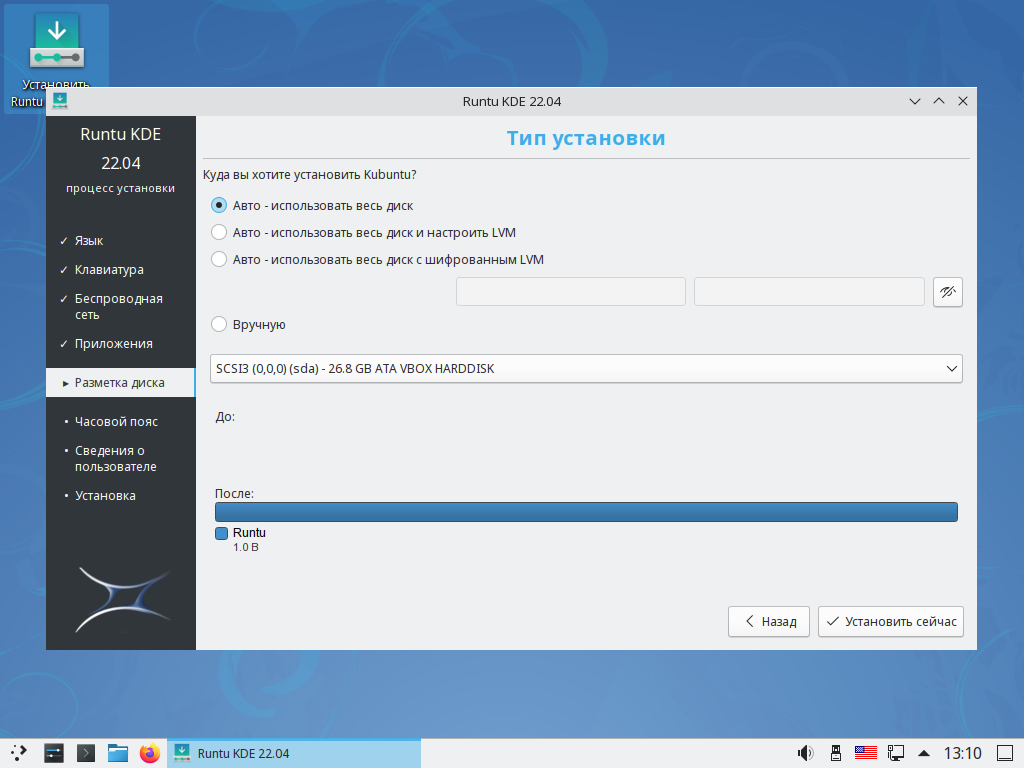 Установить
Runtu
Runtu KDE 22.04
Runtu KDE
22.04
процесс установки
✓ Язык
✓ Клавиатура
✓ Беспроводная
сеть
✓ Приложения
▸ Разметка диска
• Часовой пояс
• Сведения о
пользователе
• Установка
Тип установки
Куда вы хотите установить Kubuntu?
Авто - использовать весь диск
Авто - использовать весь диск и настроить LVM
Авто - использовать весь диск с шифрованным LVM
Вручную
SCSI3 (0,0,0) (sda) - 26.8 GB ATA VBOX HARDDISK
До:
После:
Runtu
1.0 B
Назад
Установить сейчас
Runtu KDE 22.04
13:10